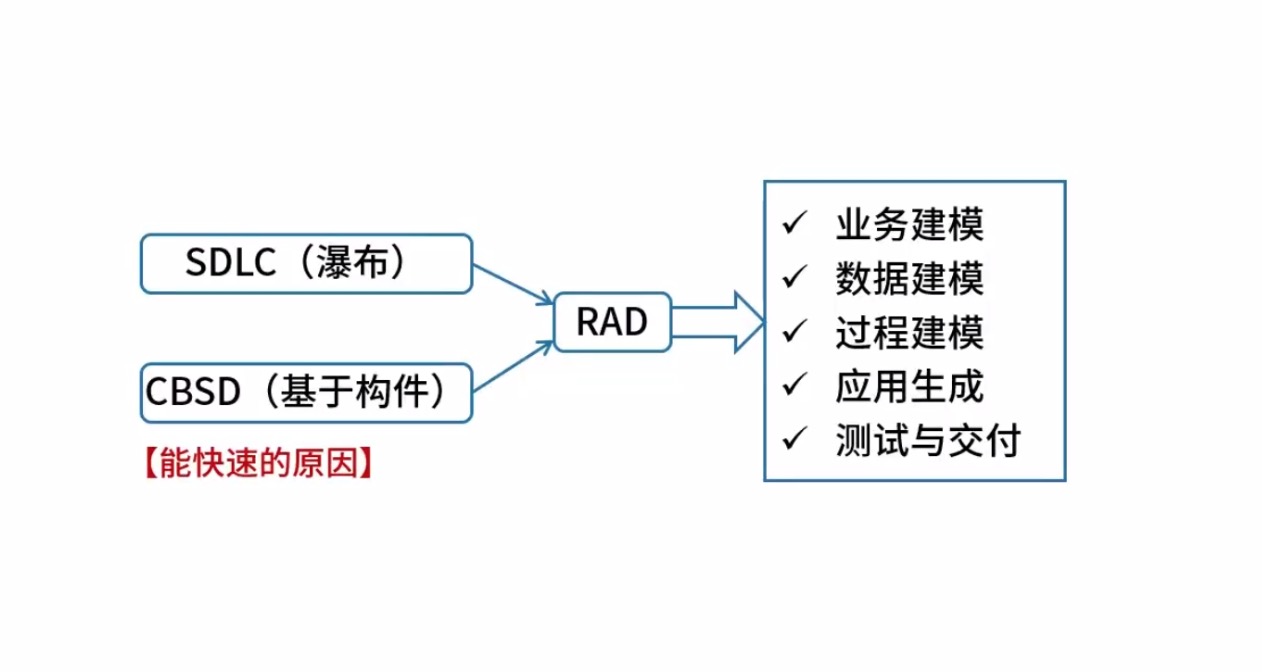 SDLC（瀑布）
CBSD（基于构件）
【能快速的原因】
RAD
✓ 业务建模
✓ 数据建模
✓ 过程建模
✓ 应用生成
✓ 测试与交付